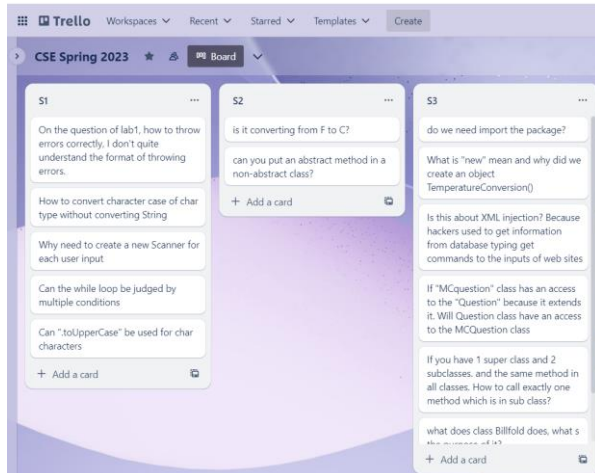 Trello Workspaces Recent Starred Templates Create
CSE Spring 2023 Board
S1
On the question of lab1, how to throw
errors correctly. I don't quite
understand the format of throwing
errors.
How to convert character case of char
type without converting String
Why need to create a new Scanner for
each user input
Can the while loop be judged by
multiple conditions
Can ".toUpperCase" be used for char
characters
+ Add a card
S2
is it converting from F to C?
can you put an abstract method in a
non-abstract class?
+ Add a card
S3
do we need import the package?
What is "new" mean and why did we
create an object
TemperatureConversion()
Is this about XML injection? Because
hackers used to get information
from database typing get
commands to the inputs of web sites
If "MCquestion" class has an access
to the "Question" because it extends
it. Will Question class have an access
to the MCQuestion class
If you have 1 super class and 2
subclasses. and the same method in
all classes. How to call exactly one
method which is in sub class?
what does class Billfold does, what s
the purpose of it?
+ Add a card